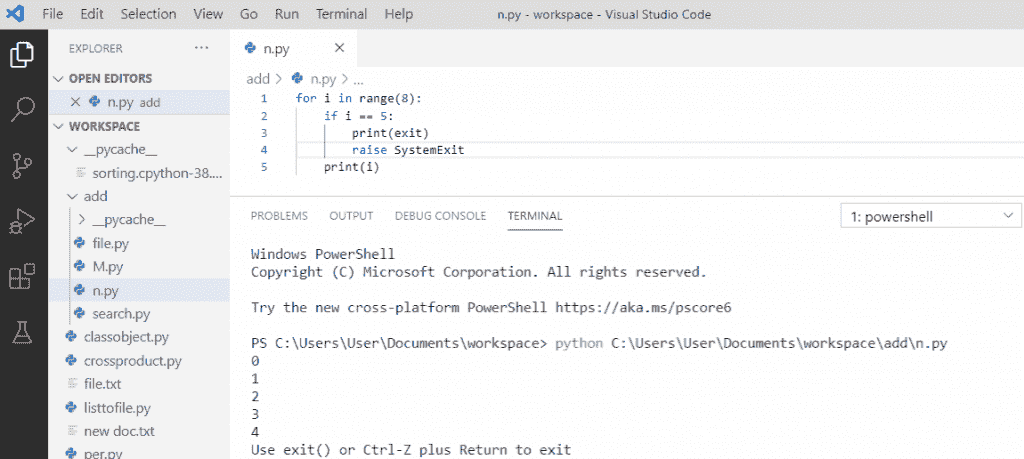 File Edit Selection View Go Run Terminal Help n.py - workspace - Visual Studio Code
EXPLORER ...
OPEN EDITORS
n.py add
WORKSPACE
__pycache__
sorting.cpython-38....
add
__pycache__
file.py
M.py
n.py
search.py
classobject.py
crossproduct.py
file.txt
listtofile.py
new doc.txt
per.py
n.py
add > n.py > ...
1 for i in range(8):
2 if i == 5:
3 print(exit)
4 raise SystemExit
5 print(i)
PROBLEMS OUTPUT DEBUG CONSOLE TERMINAL 1: powershell
Windows PowerShell
Copyright (C) Microsoft Corporation. All rights reserved.
Try the new cross-platform PowerShell https://aka.ms/pscore6
PS C:\Users\User\Documents\workspace> python C:\Users\User\Documents\workspace\add\n.py
0
1
2
3
4
Use exit() or Ctrl-Z plus Return to exit